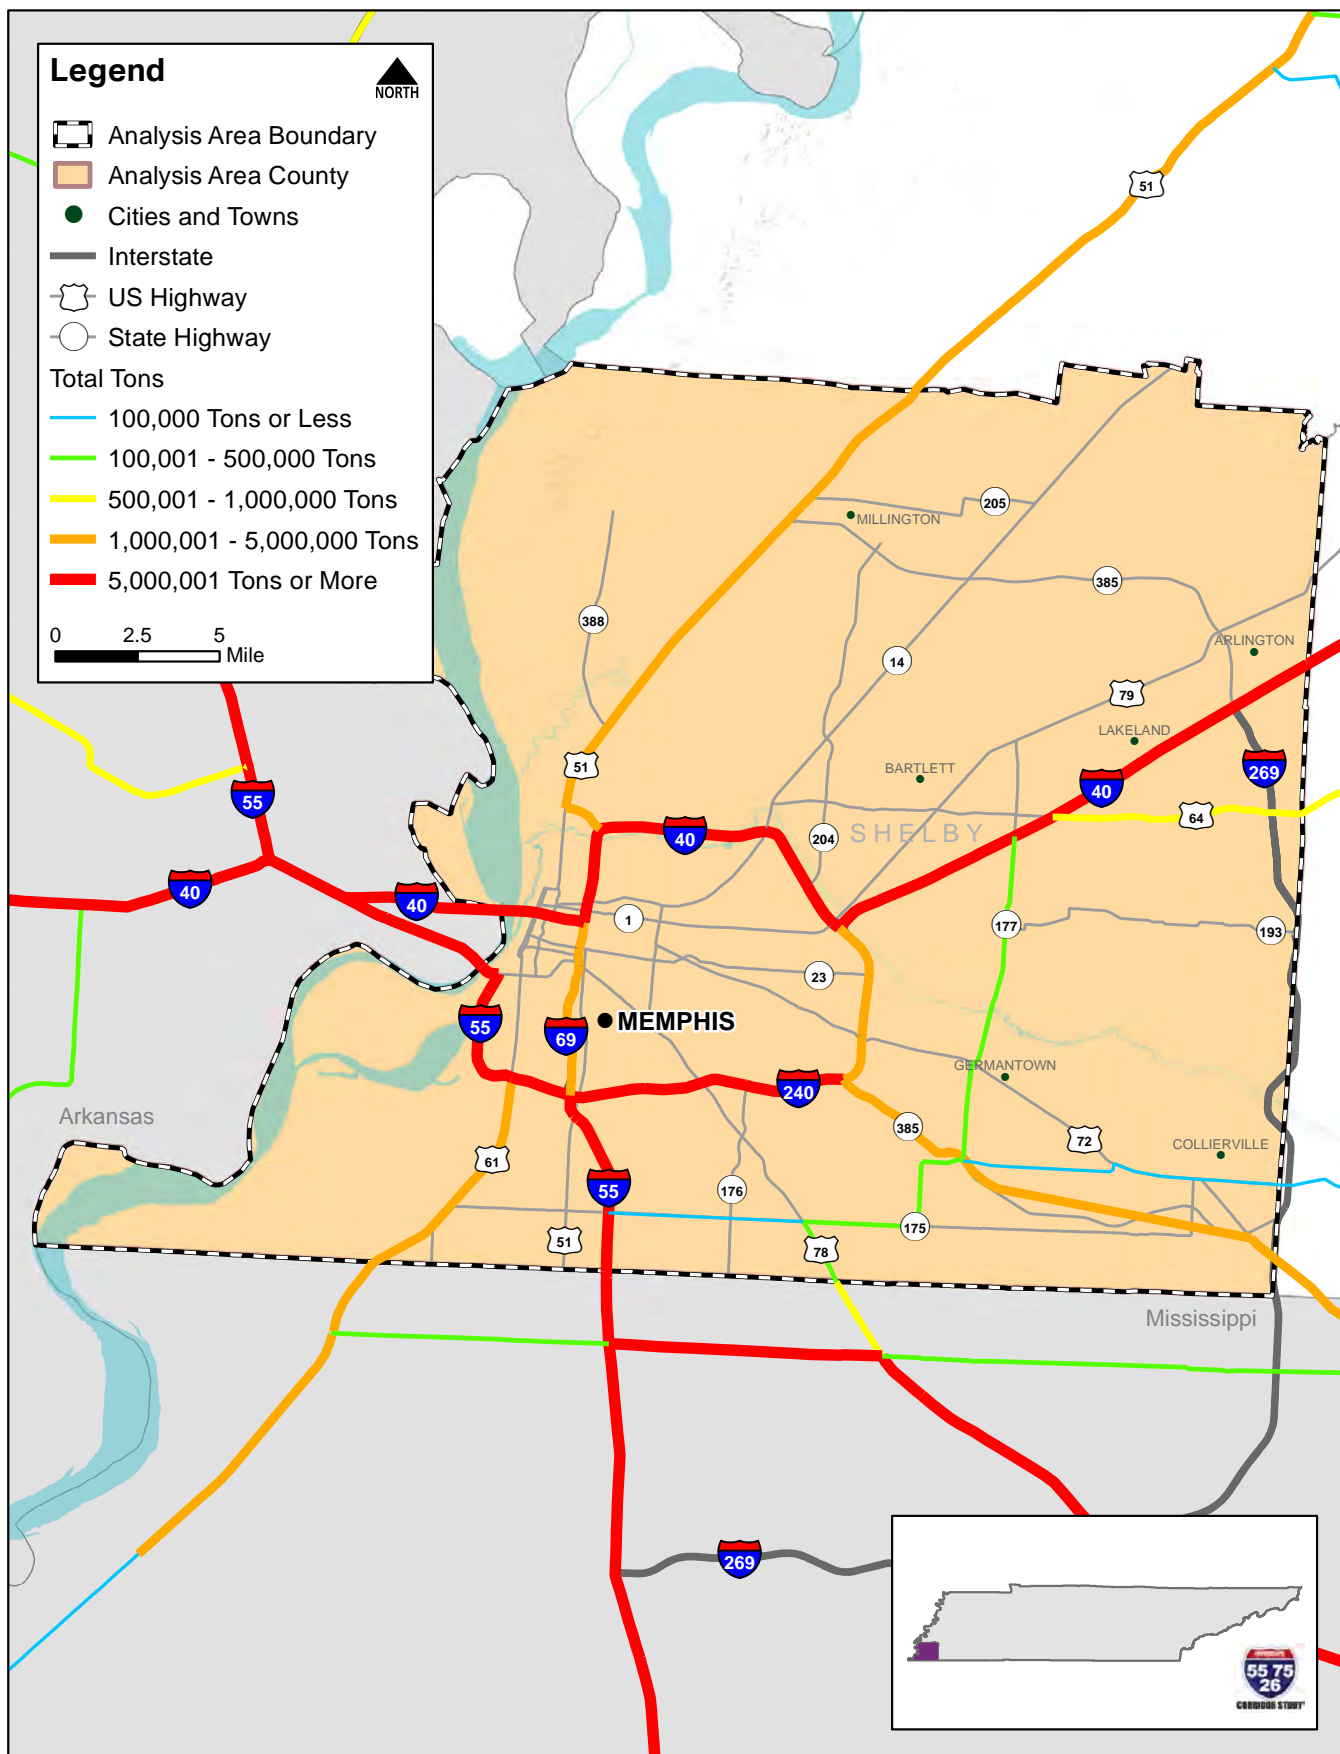 Legend
NORTH
Analysis Area Boundary
Analysis Area County
Cities and Towns
Interstate
US Highway
State Highway
Total Tons
100,000 Tons or Less
100,001 - 500,000 Tons
500,001 - 1,000,000 Tons
1,000,001 - 5,000,000 Tons
5,000,001 Tons or More
0 2.5 5
Mile
51
205
MILLINGTON
385
388
ARLINGTON
14
79
LAKELAND
51
BARTLETT
269
55
40
64
204
SHELBY
40
40
40
1
177
193
23
55
69
MEMPHIS
GERMANTOWN
240
Arkansas
385
72
COLLIERVILLE
61
55
176
175
51
78
Mississippi
269
INTERSTATE
55 75
26
CORRIDOR STUDY